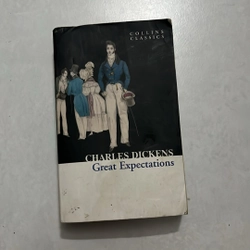 COLLINS
CLASSICS
CHARLES DICKENS
Great Expectations